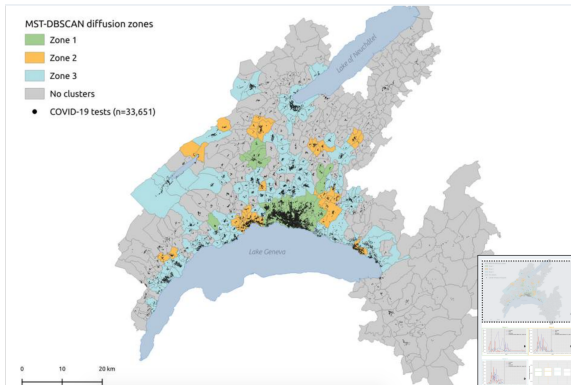 MST-DBSCAN diffusion zones
Zone 1
Zone 2
Zone 3
No clusters
COVID-19 tests (n=33,651)
Lake of Neuchâtel
Lake Geneva
0 10 20 km